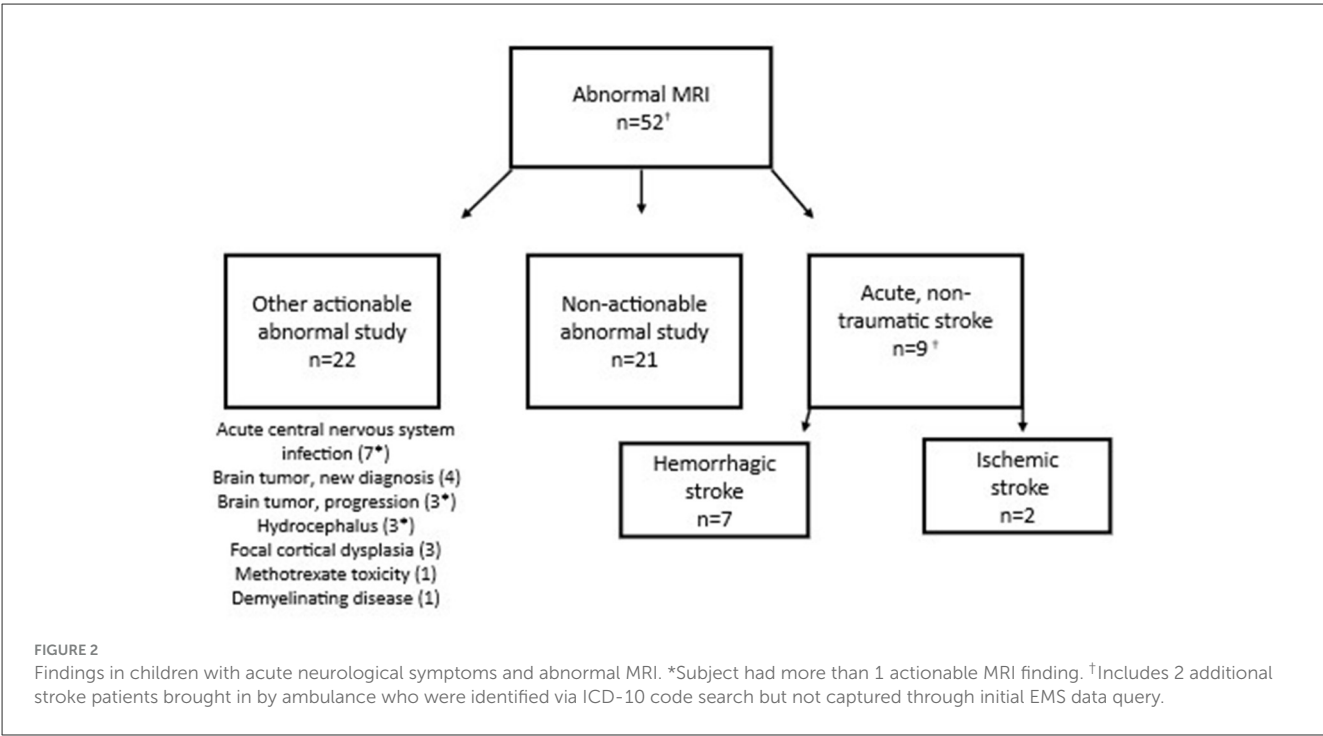 Abnormal MRI
n=52†
Other actionable
abnormal study
n=22
Non-actionable
abnormal study
n=21
Acute, non-
traumatic stroke
n=9 †
Acute central nervous system
infection (7*)
Brain tumor, new diagnosis (4)
Brain tumor, progression (3*)
Hydrocephalus (3*)
Focal cortical dysplasia (3)
Methotrexate toxicity (1)
Demyelinating disease (1)
Hemorrhagic
stroke
n=7
Ischemic
stroke
n=2
FIGURE 2
Findings in children with acute neurological symptoms and abnormal MRI. *Subject had more than 1 actionable MRI finding. †Includes 2 additional
stroke patients brought in by ambulance who were identified via ICD-10 code search but not captured through initial EMS data query.